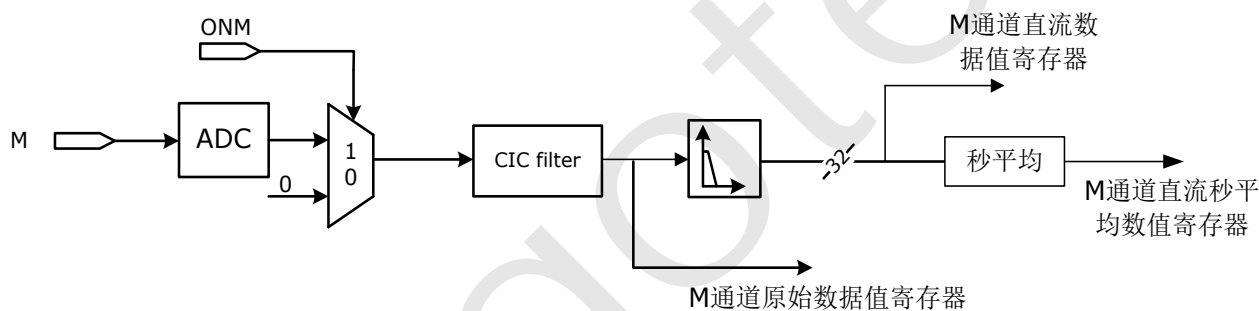 ONM
M通道直流数
据值寄存器
M
ADC
1
0
0
CIC filter
32
秒平均
M通道直流秒平
均数值寄存器
M通道原始数据值寄存器